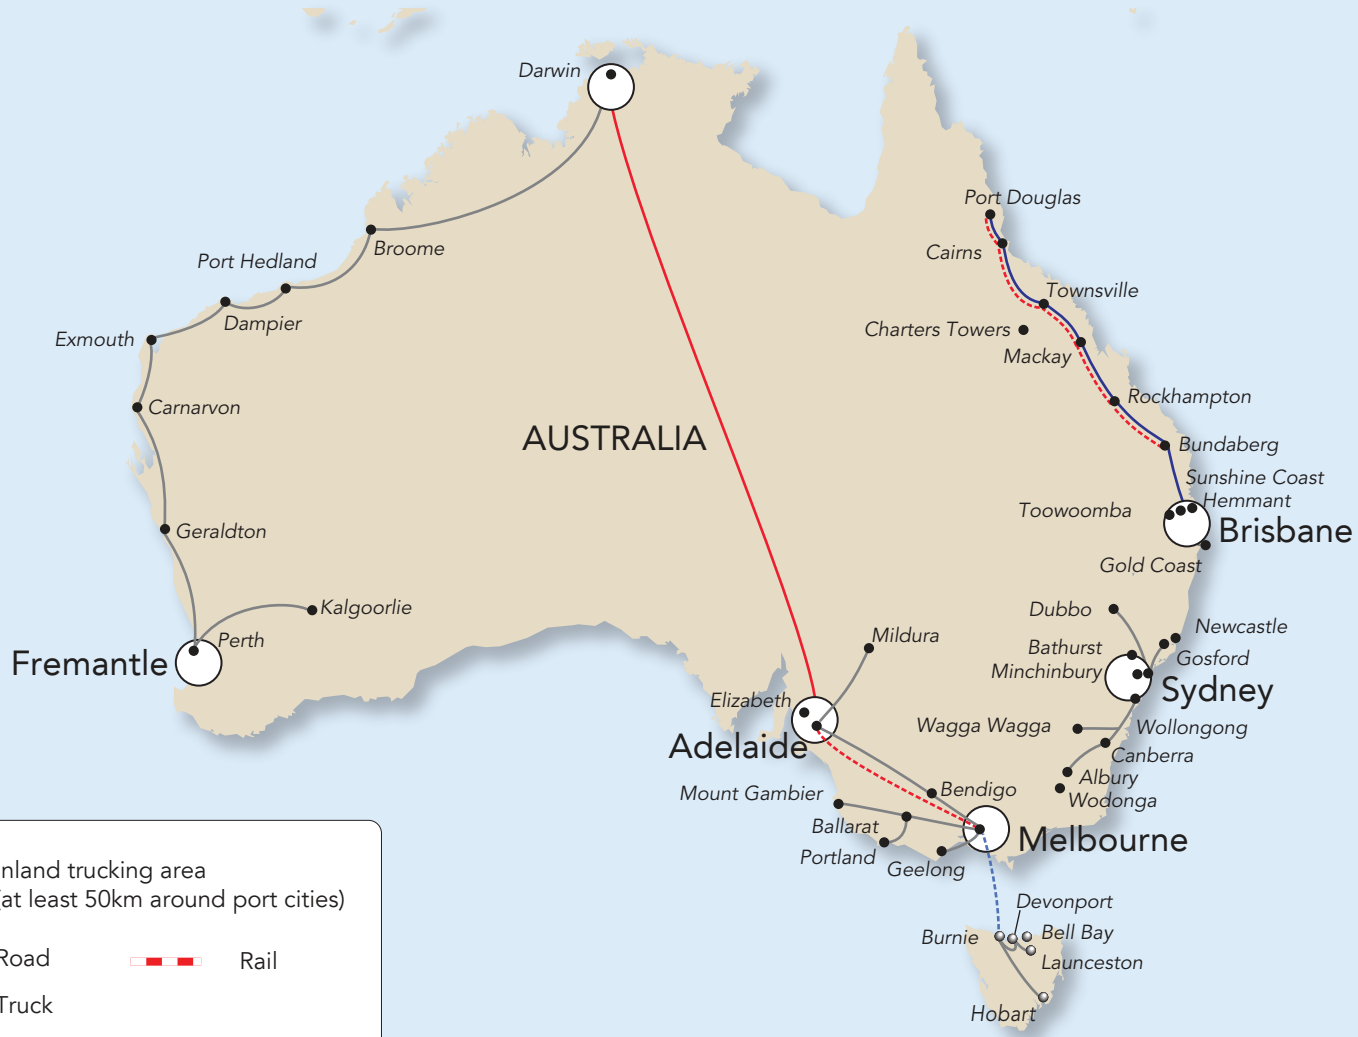 Darwin
Port Douglas
Cairns
Broome
Port Hedland
Townsville
Dampier
Charters Towers
Exmouth
Mackay
Rockhampton
Carnarvon
AUSTRALIA
Bundaberg
Sunshine Coast
Hemmant
Toowoomba
Brisbane
Geraldton
Gold Coast
Kalgoorlie
Dubbo
Newcastle
Mildura
Perth
Bathurst
Gosford
Fremantle
Minchinbury
Sydney
Elizabeth
Wagga Wagga
Wollongong
Adelaide
Canberra
Albury
Bendigo
Mount Gambier
Wodonga
Ballarat
Melbourne
Portland
Geelong
nland trucking area
(at least 50km around port cities)
Devonport
Burnie
Bell Bay
Road
Rail
Launceston
Truck
Hobart